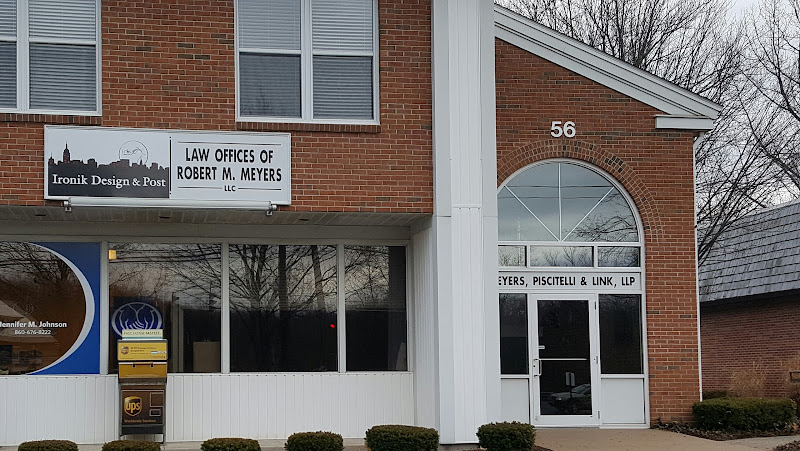 56
Ironik Design & Post
LAW OFFICES OF
ROBERT M. MEYERS
LLC
EYERS, PISCITELLI & LINK, LLP
Jennifer M. Johnson
860-676-8222
ups